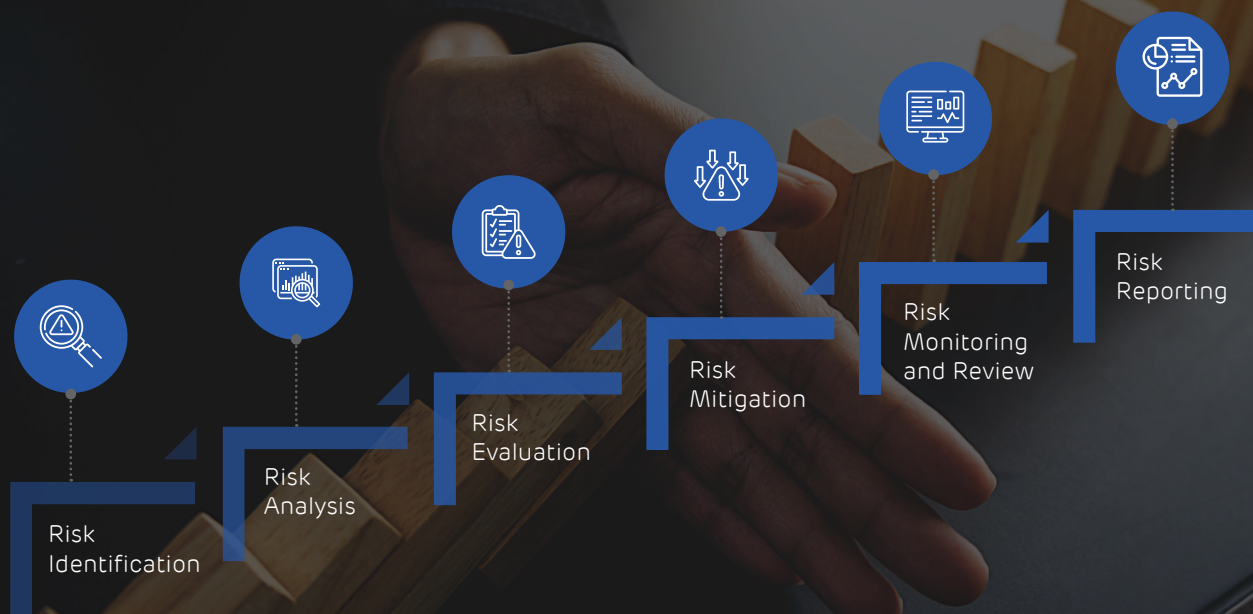 Risk
Identification
Risk
Analysis
Risk
Evaluation
Risk
Mitigation
Risk
Monitoring
and Review
Risk
Reporting